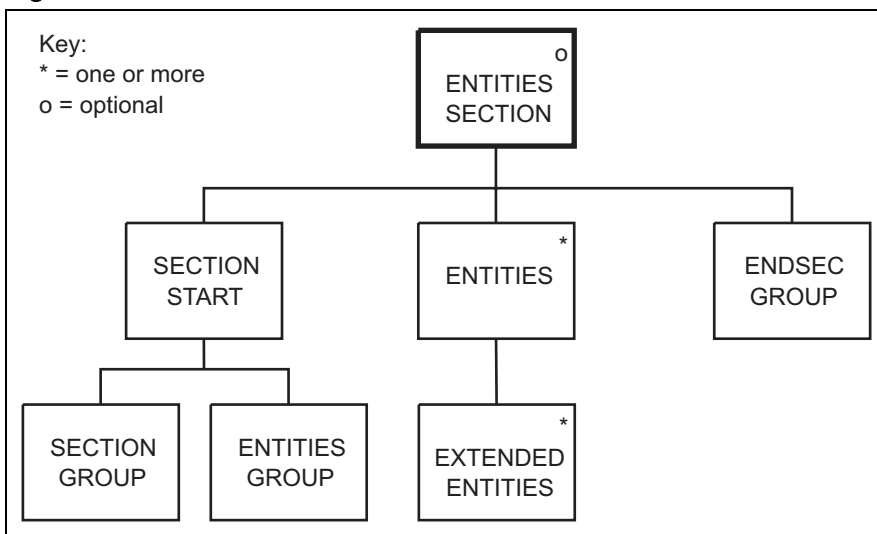 Key:
* = one or more
o = optional
o
ENTITIES
SECTION
SECTION
START
*
ENTITIES
ENDSEC
GROUP
SECTION
GROUP
ENTITIES
GROUP
*
EXTENDED
ENTITIES